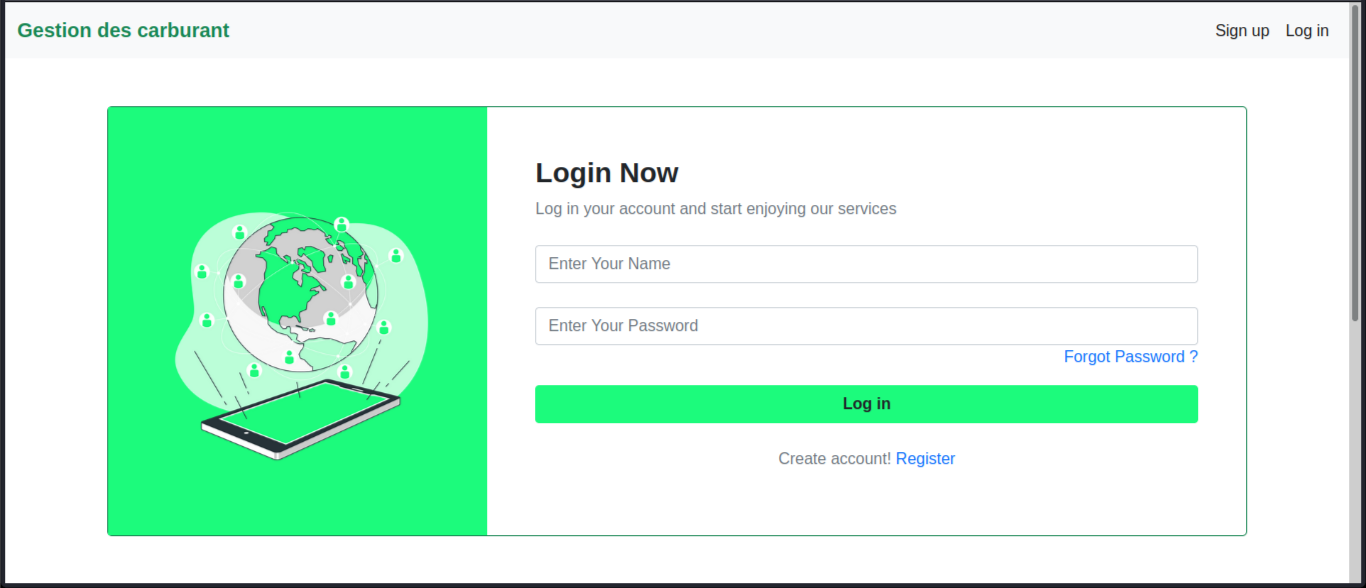 Gestion des carburant
Sign up Log in
Login Now
Log in your account and start enjoying our services
Enter Your Name
Enter Your Password
Forgot Password ?
Log in
Create account! Register